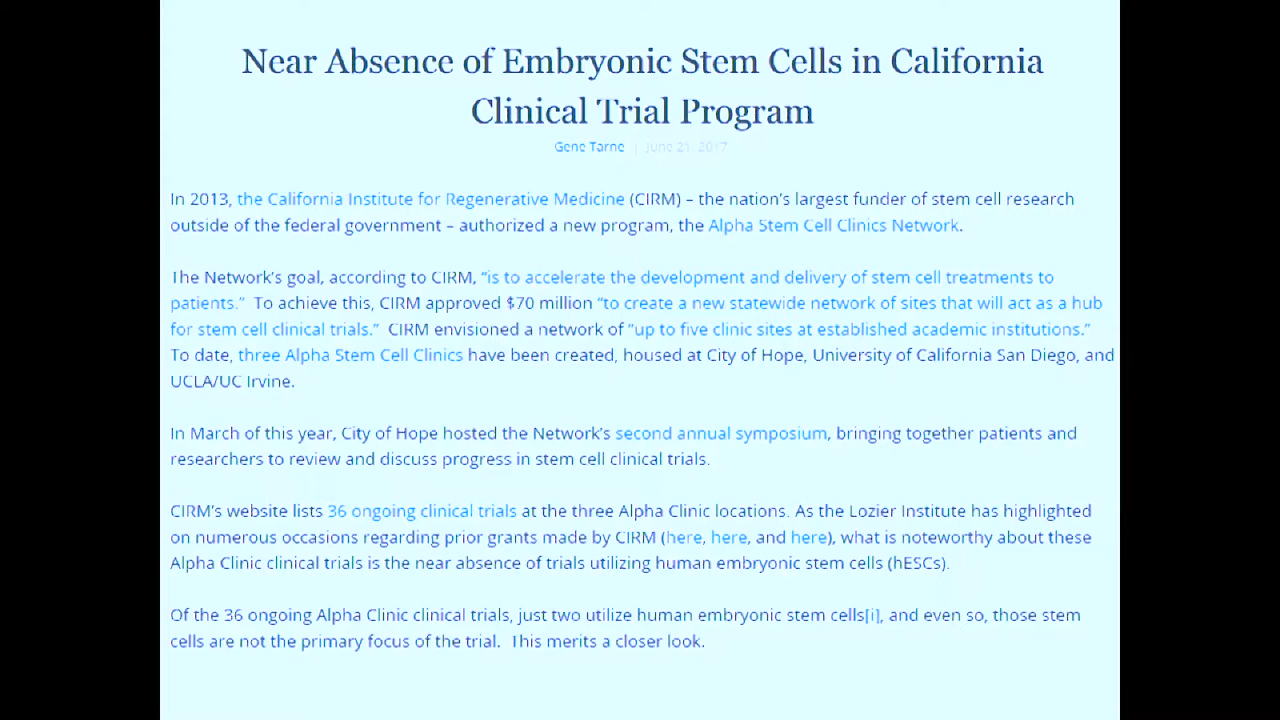 Near Absence of Embryonic Stem Cells in California
Clinical Trial Program
Gene Tarne | June 21, 2017
In 2013, the California Institute for Regenerative Medicine (CIRM) – the nation’s largest funder of stem cell research
outside of the federal government – authorized a new program, the Alpha Stem Cell Clinics Network.
The Network’s goal, according to CIRM, “is to accelerate the development and delivery of stem cell treatments to
patients.” To achieve this, CIRM approved $70 million “to create a new statewide network of sites that will act as a hub
for stem cell clinical trials.” CIRM envisioned a network of “up to five clinic sites at established academic institutions.”
To date, three Alpha Stem Cell Clinics have been created, housed at City of Hope, University of California San Diego, and
UCLA/UC Irvine.
In March of this year, City of Hope hosted the Network’s second annual symposium, bringing together patients and
researchers to review and discuss progress in stem cell clinical trials.
CIRM’s website lists 36 ongoing clinical trials at the three Alpha Clinic locations. As the Lozier Institute has highlighted
on numerous occasions regarding prior grants made by CIRM (here, here, and here), what is noteworthy about these
Alpha Clinic clinical trials is the near absence of trials utilizing human embryonic stem cells (hESCs).
Of the 36 ongoing Alpha Clinic clinical trials, just two utilize human embryonic stem cells[i], and even so, those stem
cells are not the primary focus of the trial. This merits a closer look.